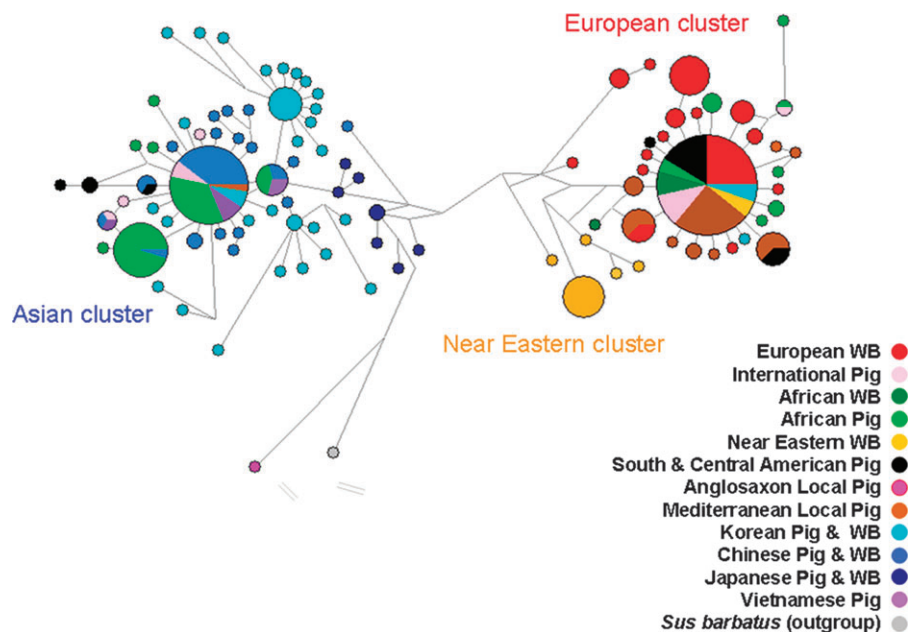 European cluster
Asian cluster
Near Eastern cluster
European WB
International Pig
African WB
African Pig
Near Eastern WB
South & Central American Pig
Anglosaxon Local Pig
Mediterranean Local Pig
Korean Pig & WB
Chinese Pig & WB
Japanese Pig & WB
Vietnamese Pig
Sus barbatus (outgroup)